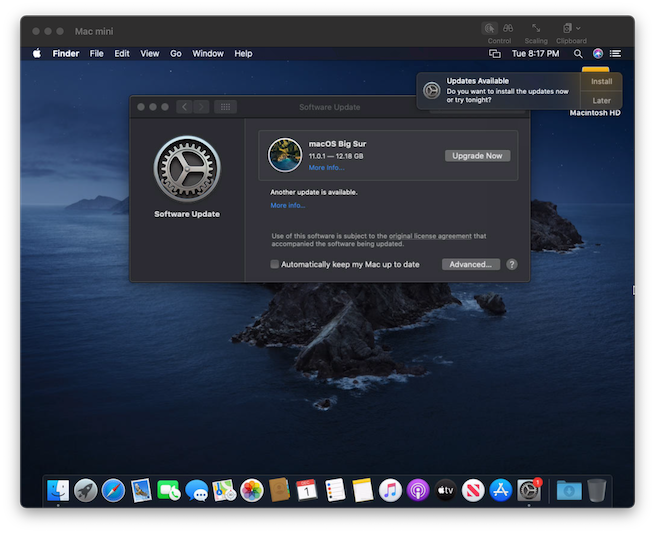 Mac mini
Control
Scaling
Clipboard
Finder File Edit View Go Window Help
Tue 8:17 PM
Updates Available
Do you want to install the updates now
or try tonight?
Install
Later
Macintosh HD
Software Update
macOS Big Sur
11.0.1 — 12.18 GB
More info...
Upgrade Now
Software Update
Another update is available.
More info...
Use of this software is subject to the original license agreement that
accompanied the software being updated.
Automatically keep my Mac up to date
Advanced...
?
1
tv
1